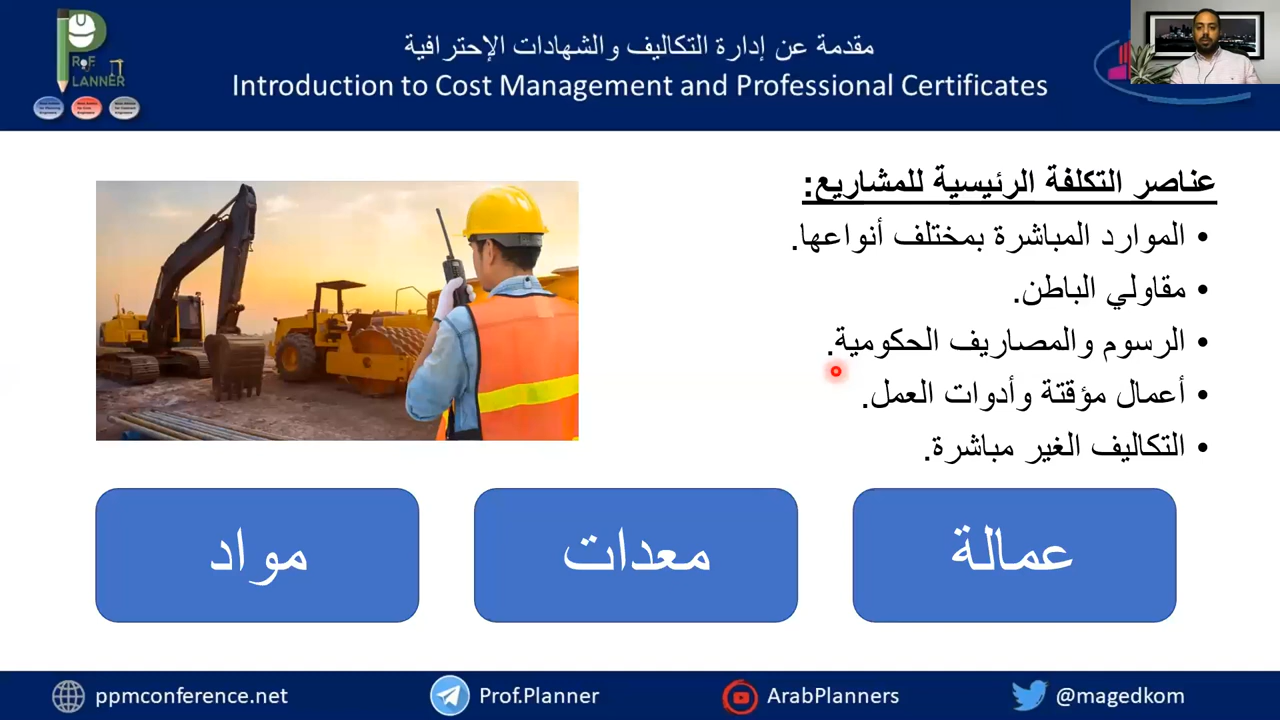 مقدمة عن إدارة التكاليف والشهادات الإحترافية
Introduction to Cost Management and Professional Certificates
Prof
PLANNER
عناصر التكلفة الرئيسية للمشاريع:
• الموارد المباشرة بمختلف أنواعها.
• مقاولي الباطن.
• الرسوم والمصاريف الحكومية.
• أعمال مؤقتة وأدوات العمل.
• التكاليف الغير مباشرة.
عمالة
معدات
مواد
ppmconference.net
Prof.Planner
ArabPlanners
@magedkom